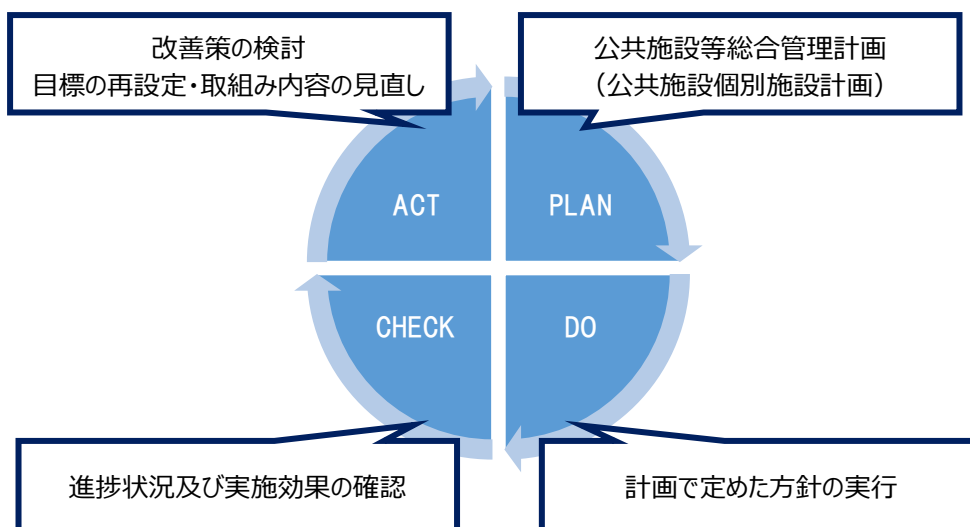 改善策の検討
目標の再設定・取組み内容の見直し
公共施設等総合管理計画
（公共施設個別施設計画）
ACT
PLAN
CHECK
DO
進捗状況及び実施効果の確認
計画で定めた方針の実行